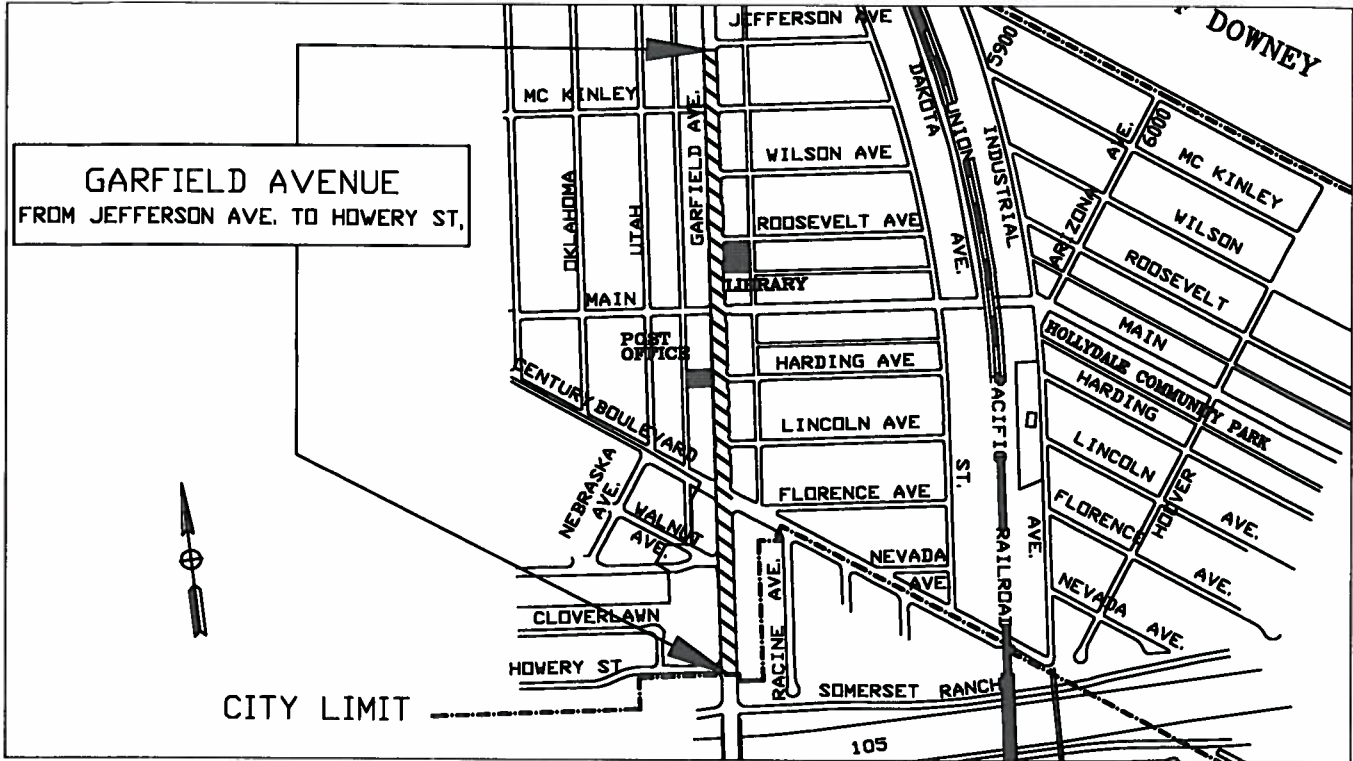 JEFFERSON AVE
DOWNEY
5900
MC KINLEY
GARFIELD AVE.
DAKOTA
AVE.
UNION
PACIFIC
RAILROAD
INDUSTRIAL
AVE.
6000
AVE.
ARIZONA
MC KINLEY
WILSON AVE
WILSON
GARFIELD AVENUE
FROM JEFFERSON AVE. TO HOWERY ST.
OKLAHOMA
UTAH
ROOSEVELT AVE
ROOSEVELT
LIBRARY
MAIN
MAIN
POST
OFFICE
HARDING AVE
HOLLYDALE COMMUNITY PARK
HARDING
CENTURY BOULEVARD
LINCOLN AVE
LINCOLN
ST.
NEBRASKA
AVE.
FLORENCE AVE
FLORENCE
HOOVER
AVE.
WALNUT
AVE.
NEVADA
AVE
AVE.
NEVADA
AVE.
CLOVERLAWN
RACINE AVE.
HOWERY ST
SOMERSET RANCH
CITY LIMIT
105